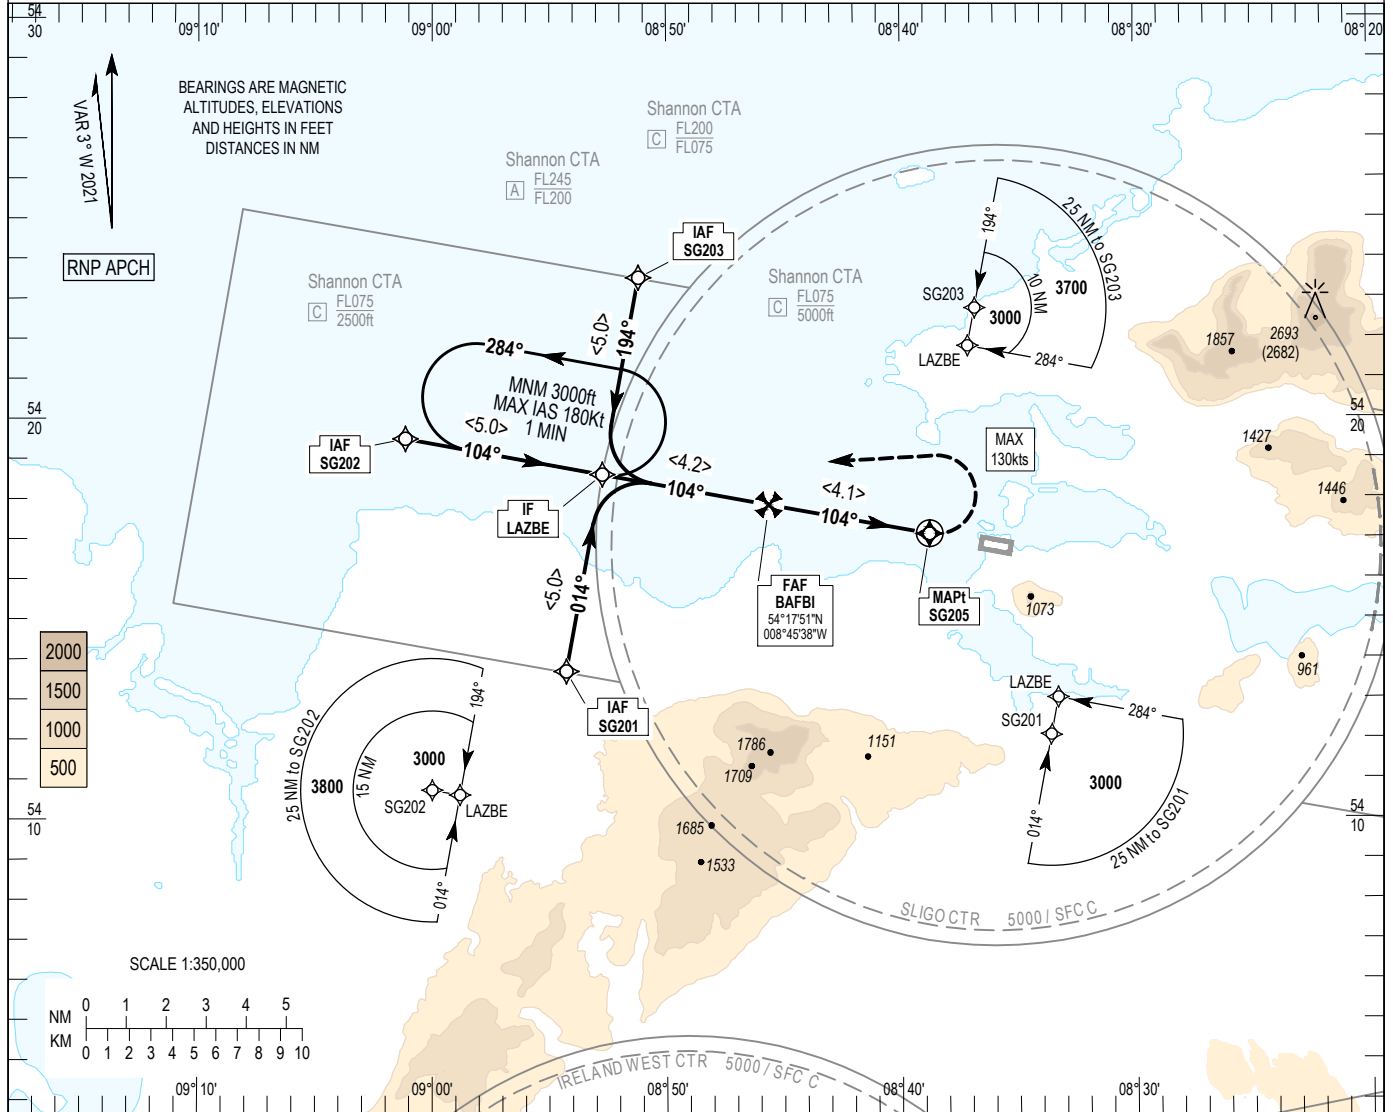 54
30
09°10'
09°00'
08°50'
08°40'
08°30'
08°20'
VAR 3° W 2021
BEARINGS ARE MAGNETIC
ALTITUDES, ELEVATIONS
AND HEIGHTS IN FEET
DISTANCES IN NM
RNP APCH
Shannon CTA
C FL200
FL075
Shannon CTA
A FL245
FL200
Shannon CTA
C FL075
2500ft
Shannon CTA
C FL075
5000ft
IAF
SG203
<5.0>
194°
284°
MNM 3000ft
MAX IAS 180Kt
1 MIN
IAF
SG202
<5.0>
104°
IF
LAZBE
<4.2>
104°
<4.1>
104°
MAX
130kts
<5.0>
014°
IAF
SG201
FAF
BAFBI
54°17'51"N
008°45'38"W
MAPt
SG205
25 NM to SG203
194°
10 NM
3700
3000
SG203
LAZBE
284°
1857
2693
(2682)
54
20
54
20
1427
1446
1073
961
2000
1500
1000
500
25 NM to SG202
194°
3800
15 NM
3000
SG202
LAZBE
014°
LAZBE
SG201
284°
3000
014°
25 NM to SG201
1786
1709
1151
1685
1533
54
10
54
10
SLIGO CTR 5000 / SFC C
IRELAND WEST CTR 5000 / SFC C
SCALE 1:350,000
NM
0 1 2 3 4 5
KM
0 1 2 3 4 5 6 7 8 9 10
09°10'
09°00'
08°50'
08°40'
08°30'